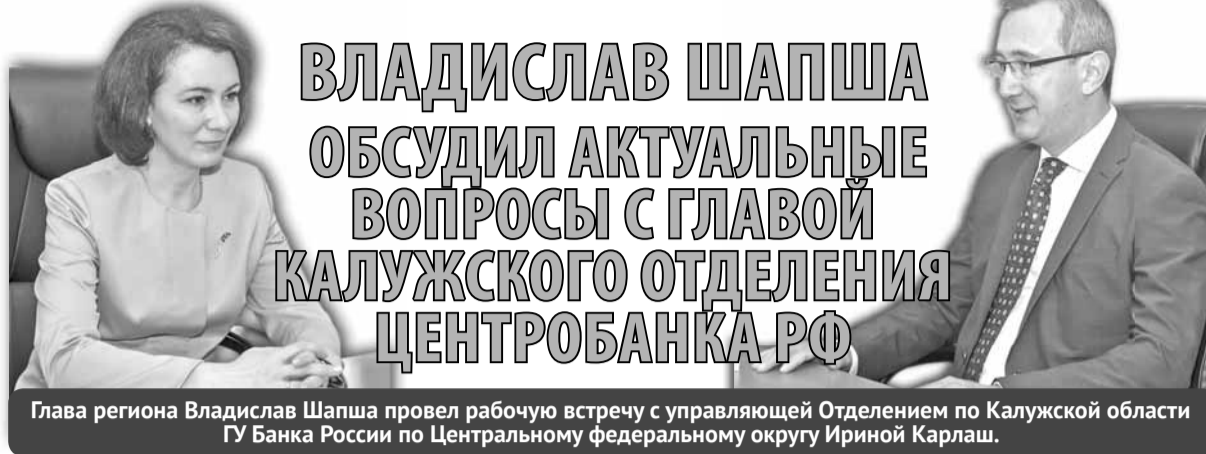 ВЛАДИСЛАВ ШАПША
ОБСУДИЛ АКТУАЛЬНЫЕ
ВОПРОСЫ С ГЛАВОЙ
КАЛУЖСКОГО ОТДЕЛЕНИЯ
ЦЕНТРОБАНКА РФ
Глава региона Владислав Шапша провел рабочую встречу с управляющей Отделением по Калужской области
ГУ Банка России по Центральному федеральному округу Ириной Карлаш.